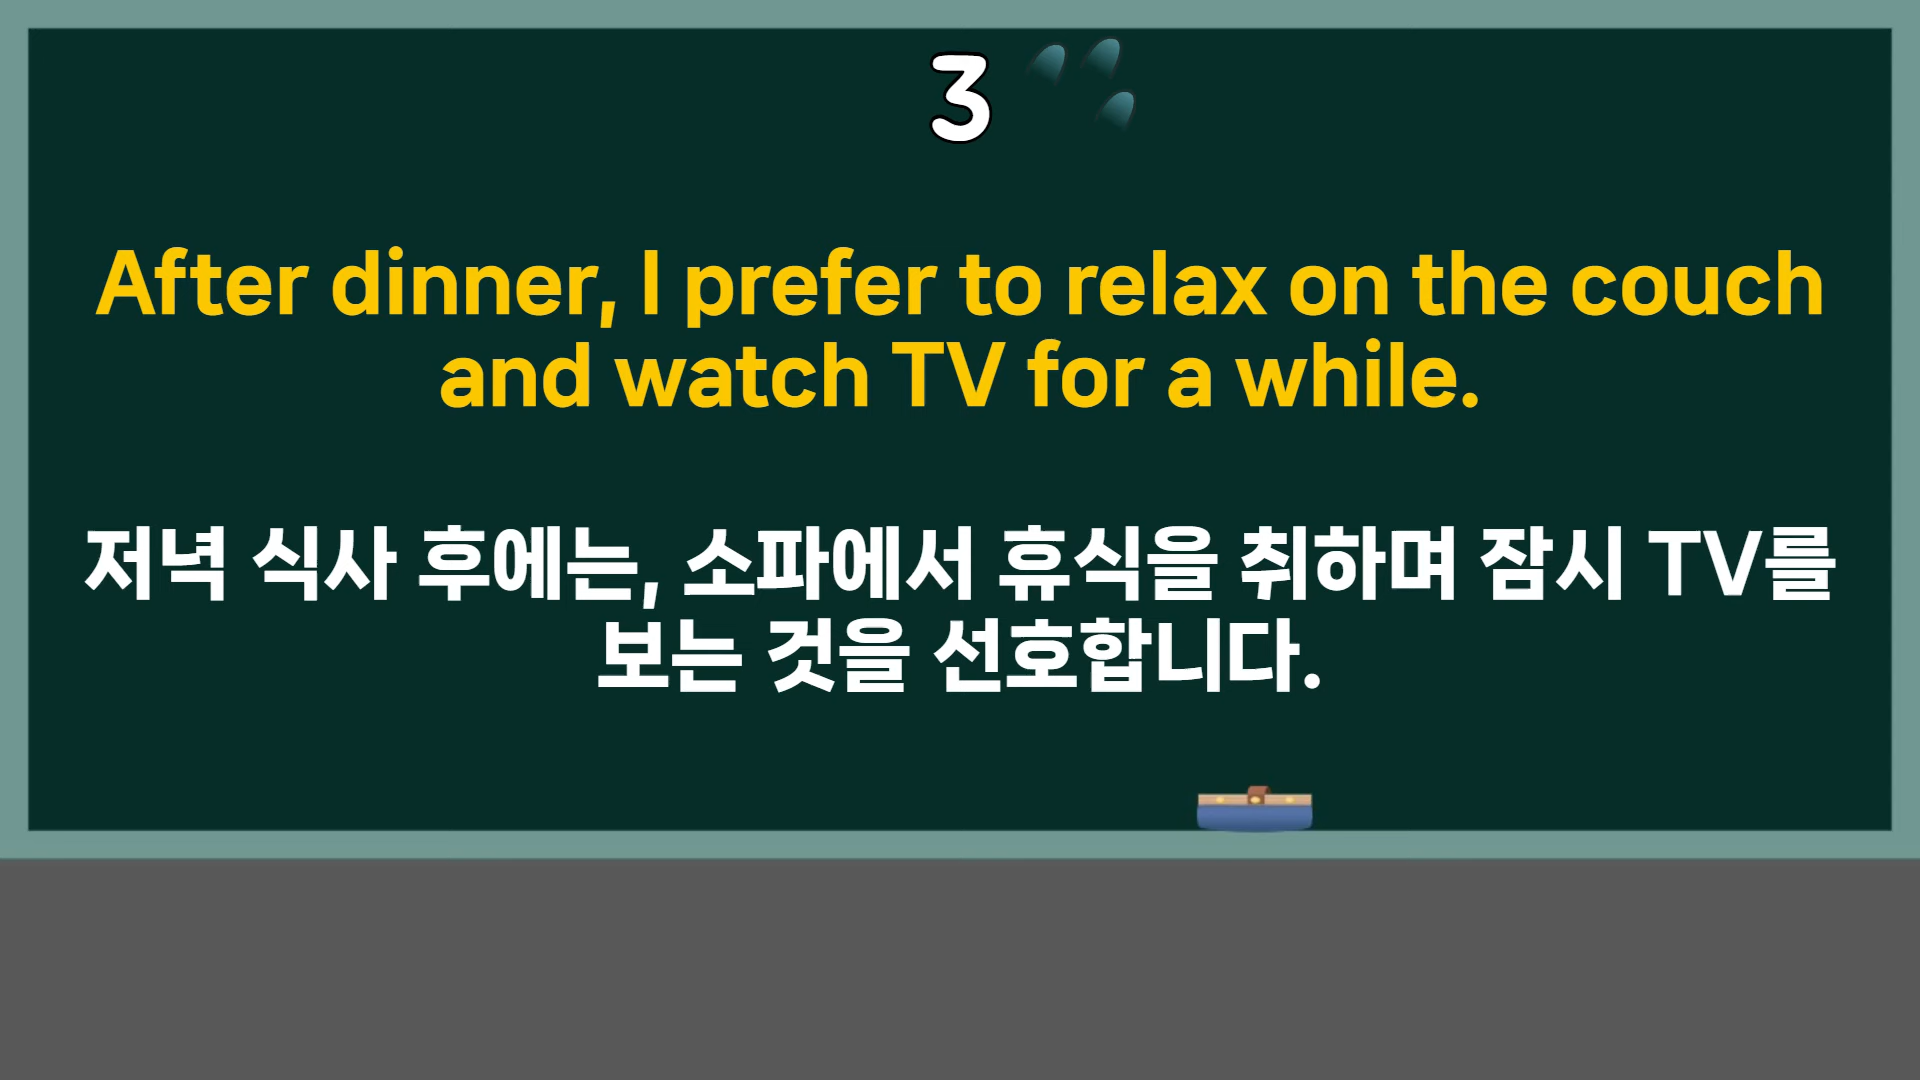 3
After dinner, I prefer to relax on the couch
and watch TV for a while.
저녁 식사 후에는, 소파에서 휴식을 취하며 잠시 TV를
보는 것을 선호합니다.